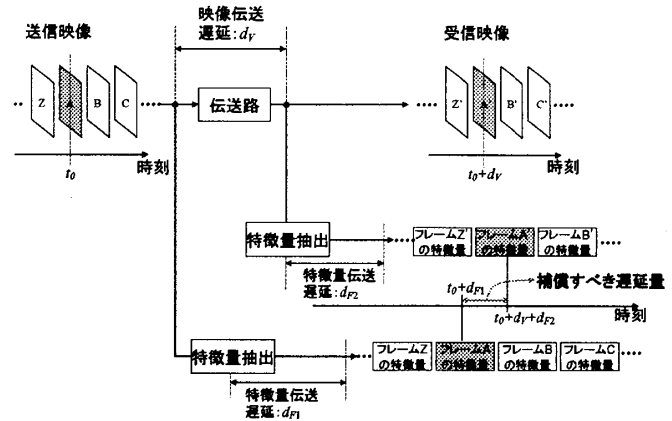 映像伝送
遅延:dV
送信映像
受信映像
Z A B C
伝送路
Z' A' B' C'
t0
時刻
t0+dV
時刻
特徴量抽出
フレームZ'の特徴量
フレームA'の特徴量
フレームB'の特徴量
特徴量伝送
遅延:dF2
t0+dF1
補償すべき遅延量
t0+dV+dF2
時刻
特徴量抽出
フレームZの特徴量
フレームAの特徴量
フレームBの特徴量
フレームCの特徴量
特徴量伝送
遅延:dF1